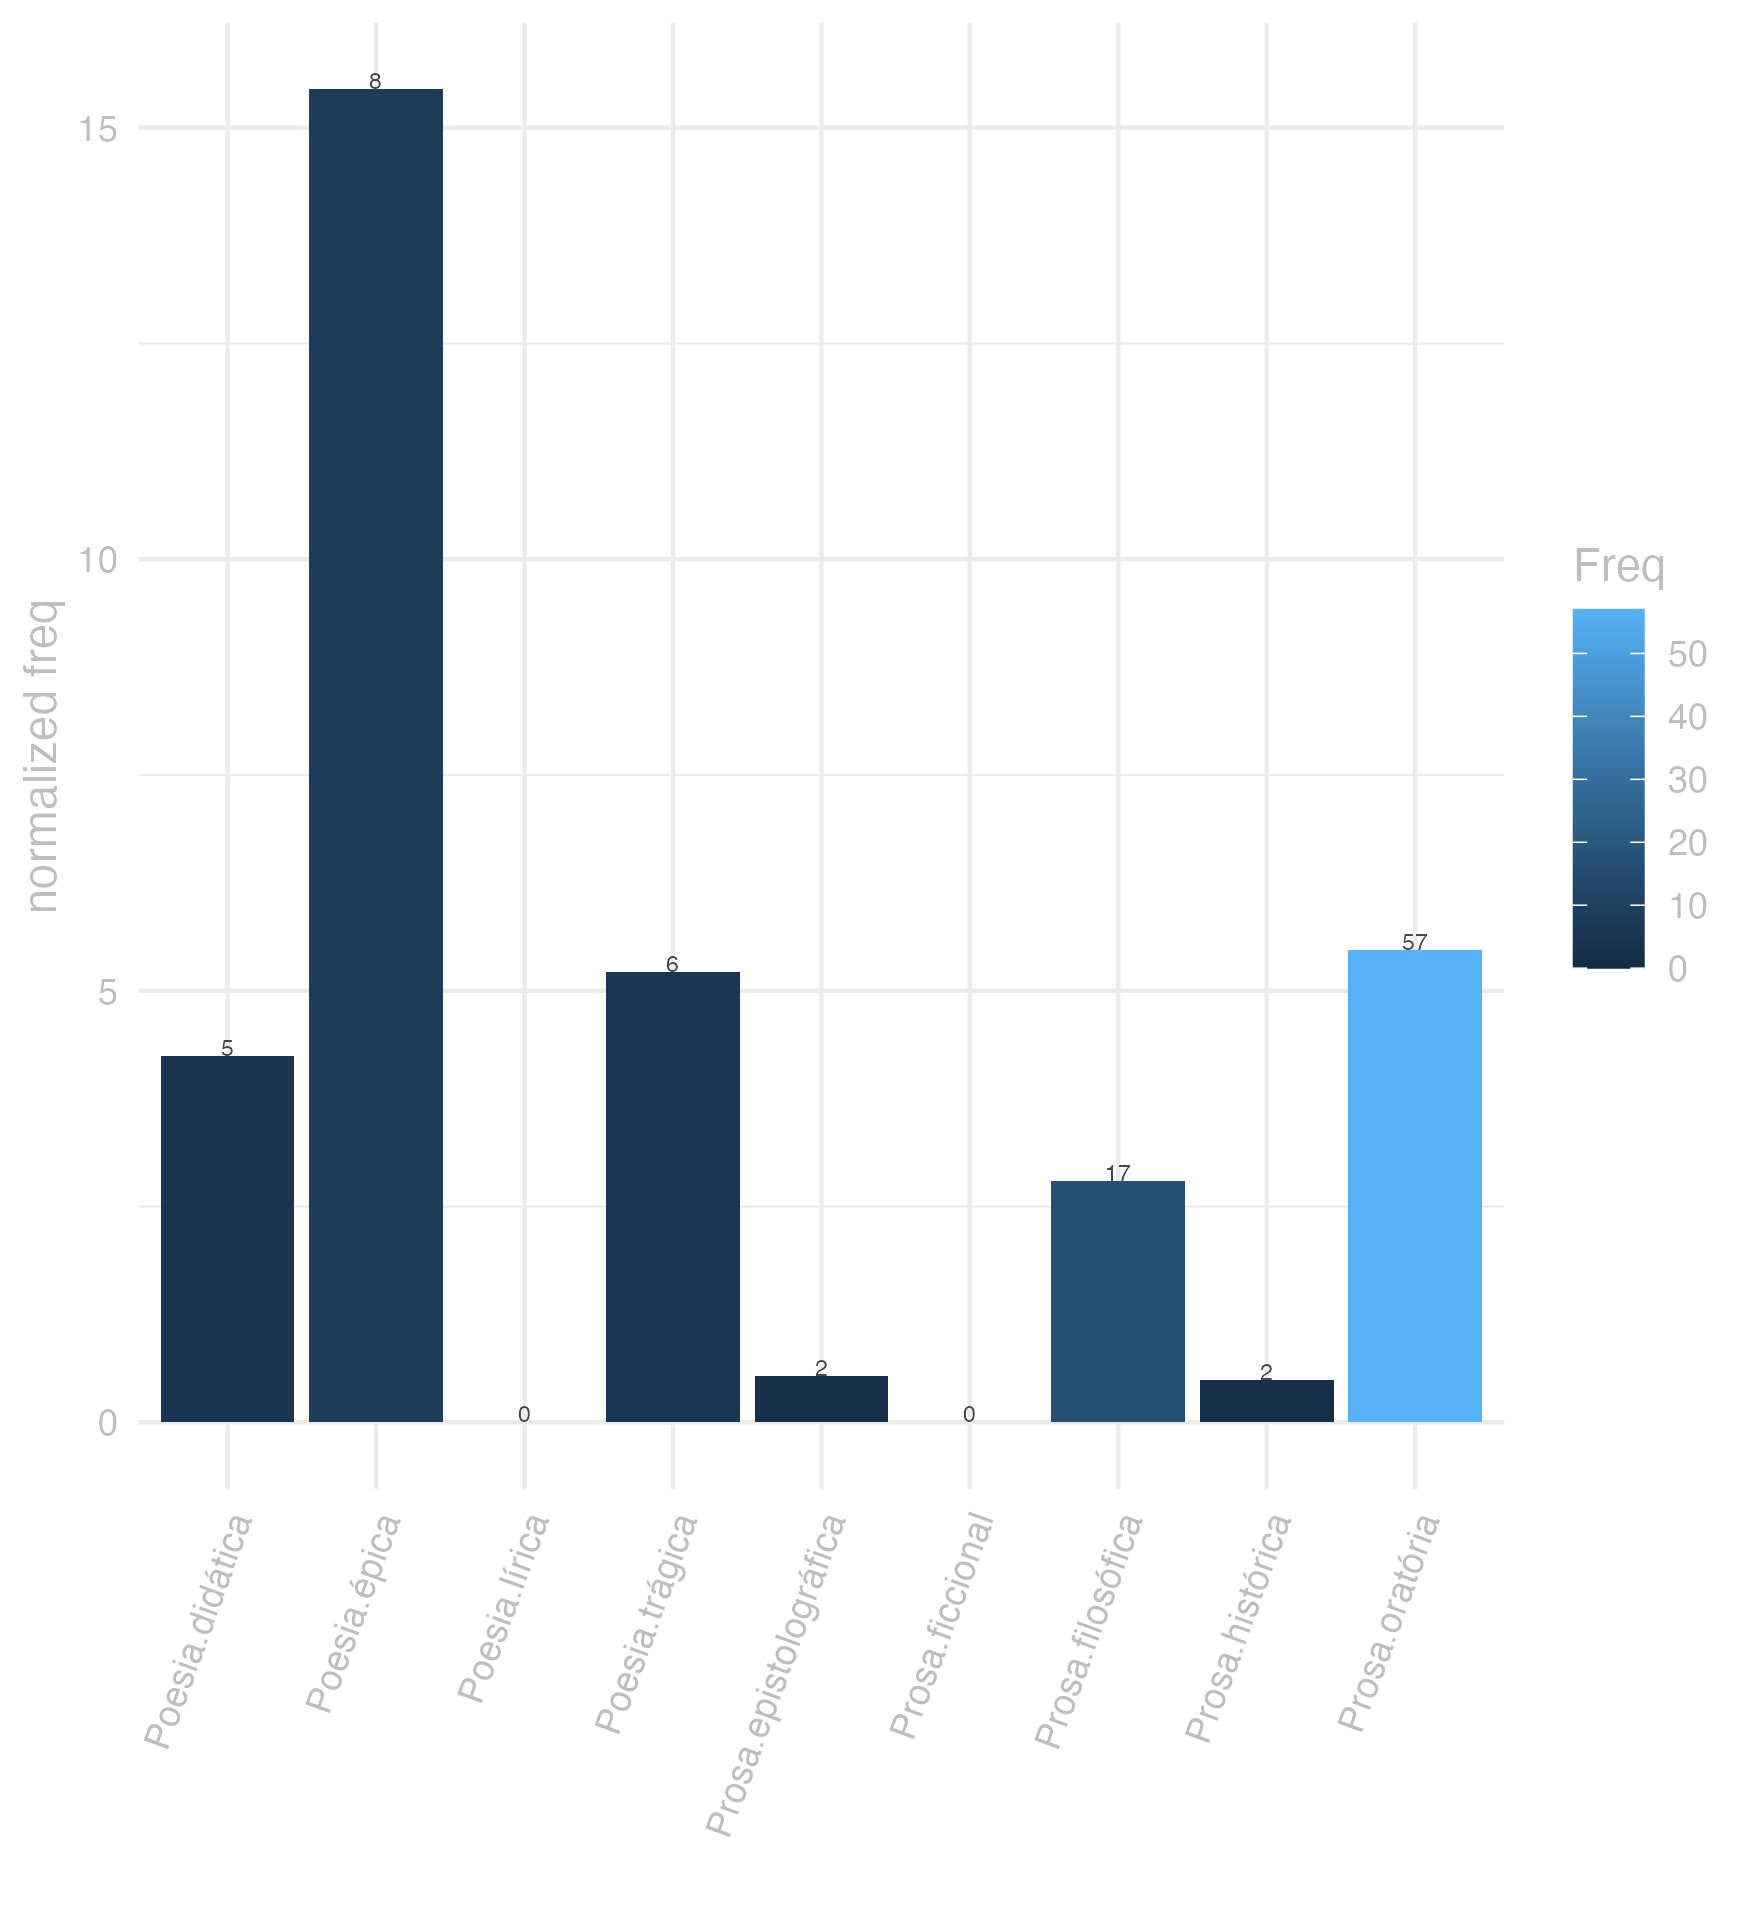 normalized freq
15
10
5
0
8
5
0
6
2
0
17
2
57
Poesia.didática
Poesia.épica
Poesia.lírica
Poesia.trágica
Prosa.epistolográfica
Prosa.ficcional
Prosa.filosófica
Prosa.histórica
Prosa.oratória
Freq
50
40
30
20
10
0